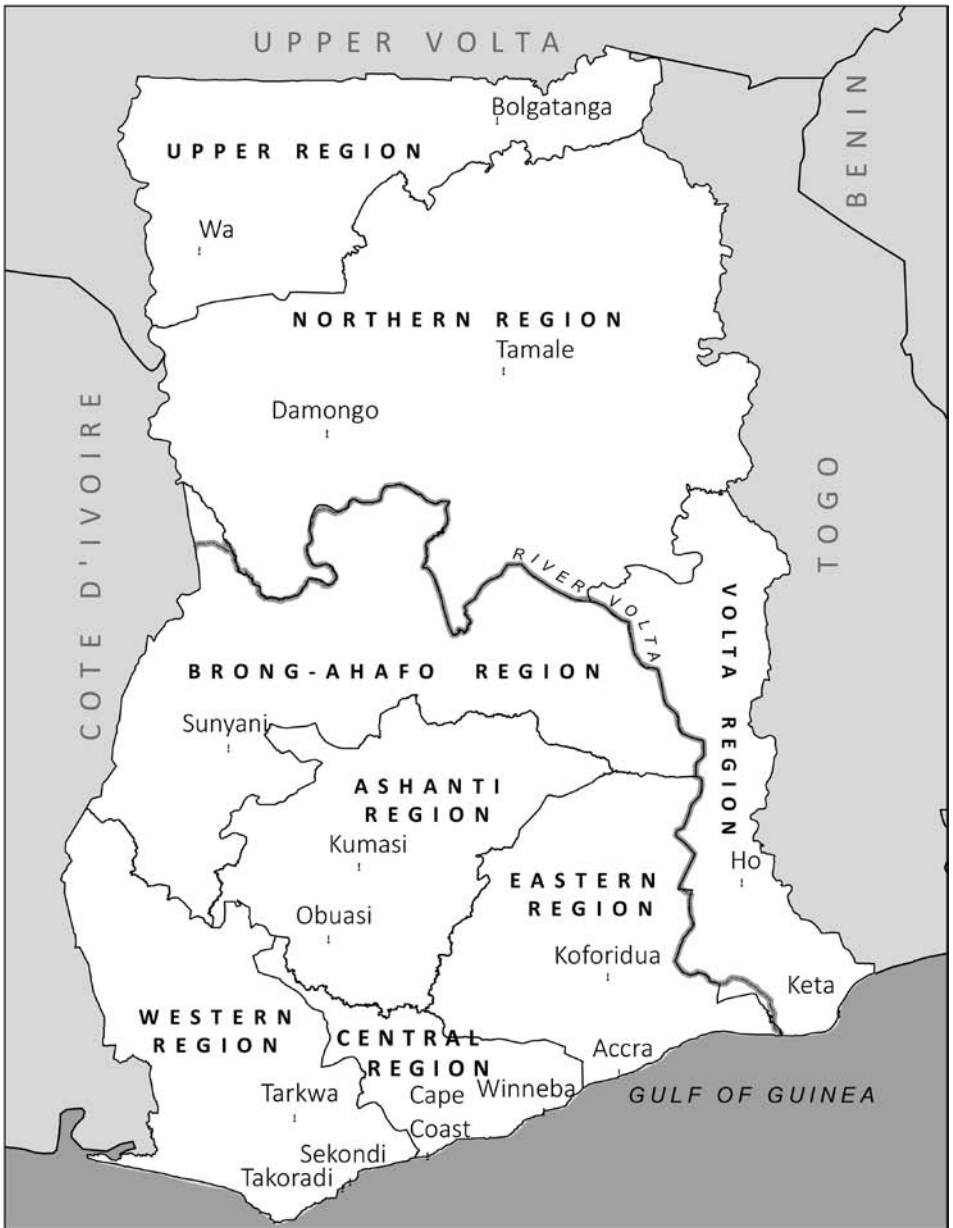 UPPER VOLTA
BENIN
Bolgatanga
UPPER REGION
Wa
NORTHERN REGION
Tamale
Damongo
COTE D'IVOIRE
TOGO
RIVER VOLTA
VOLTA REGION
BRONG-AHAFO REGION
Sunyani
ASHANTI
REGION
Kumasi
Ho
EASTERN
REGION
Obuasi
Koforidua
Keta
WESTERN
REGION
CENTRAL
REGION
Accra
Tarkwa
Cape
Coast
Winneba
GULF OF GUINEA
Sekondi
Takoradi